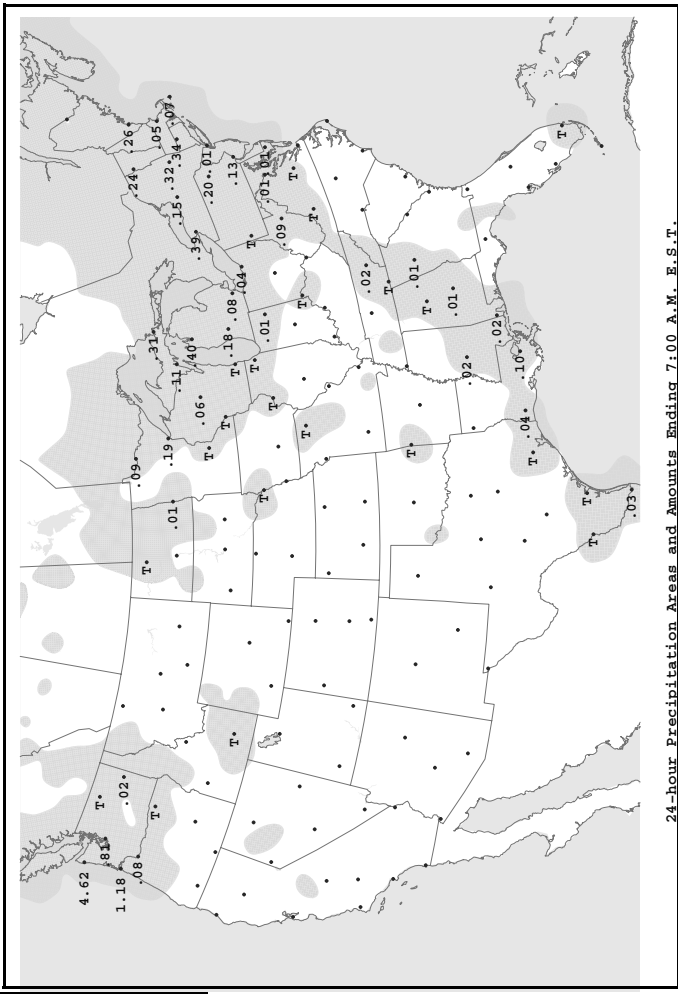 4.62
T
.81
1.18
.02
.24
.26
.09
.08
T
T
.31
.05
.19
.32
.07
.01
.34
.11
.15
.40
.39
.06
.01
T
.20
T
.18
.08
.13
T
T
.04
T
T
T
.01
.01
.01
T
.09
T
T
T
T
.02
T
T
.01
T
.01
.02
.02
.10
.04
T
T
T
T
.03
24-hour Precipitation Areas and Amounts Ending 7:00 A.M. E.S.T.